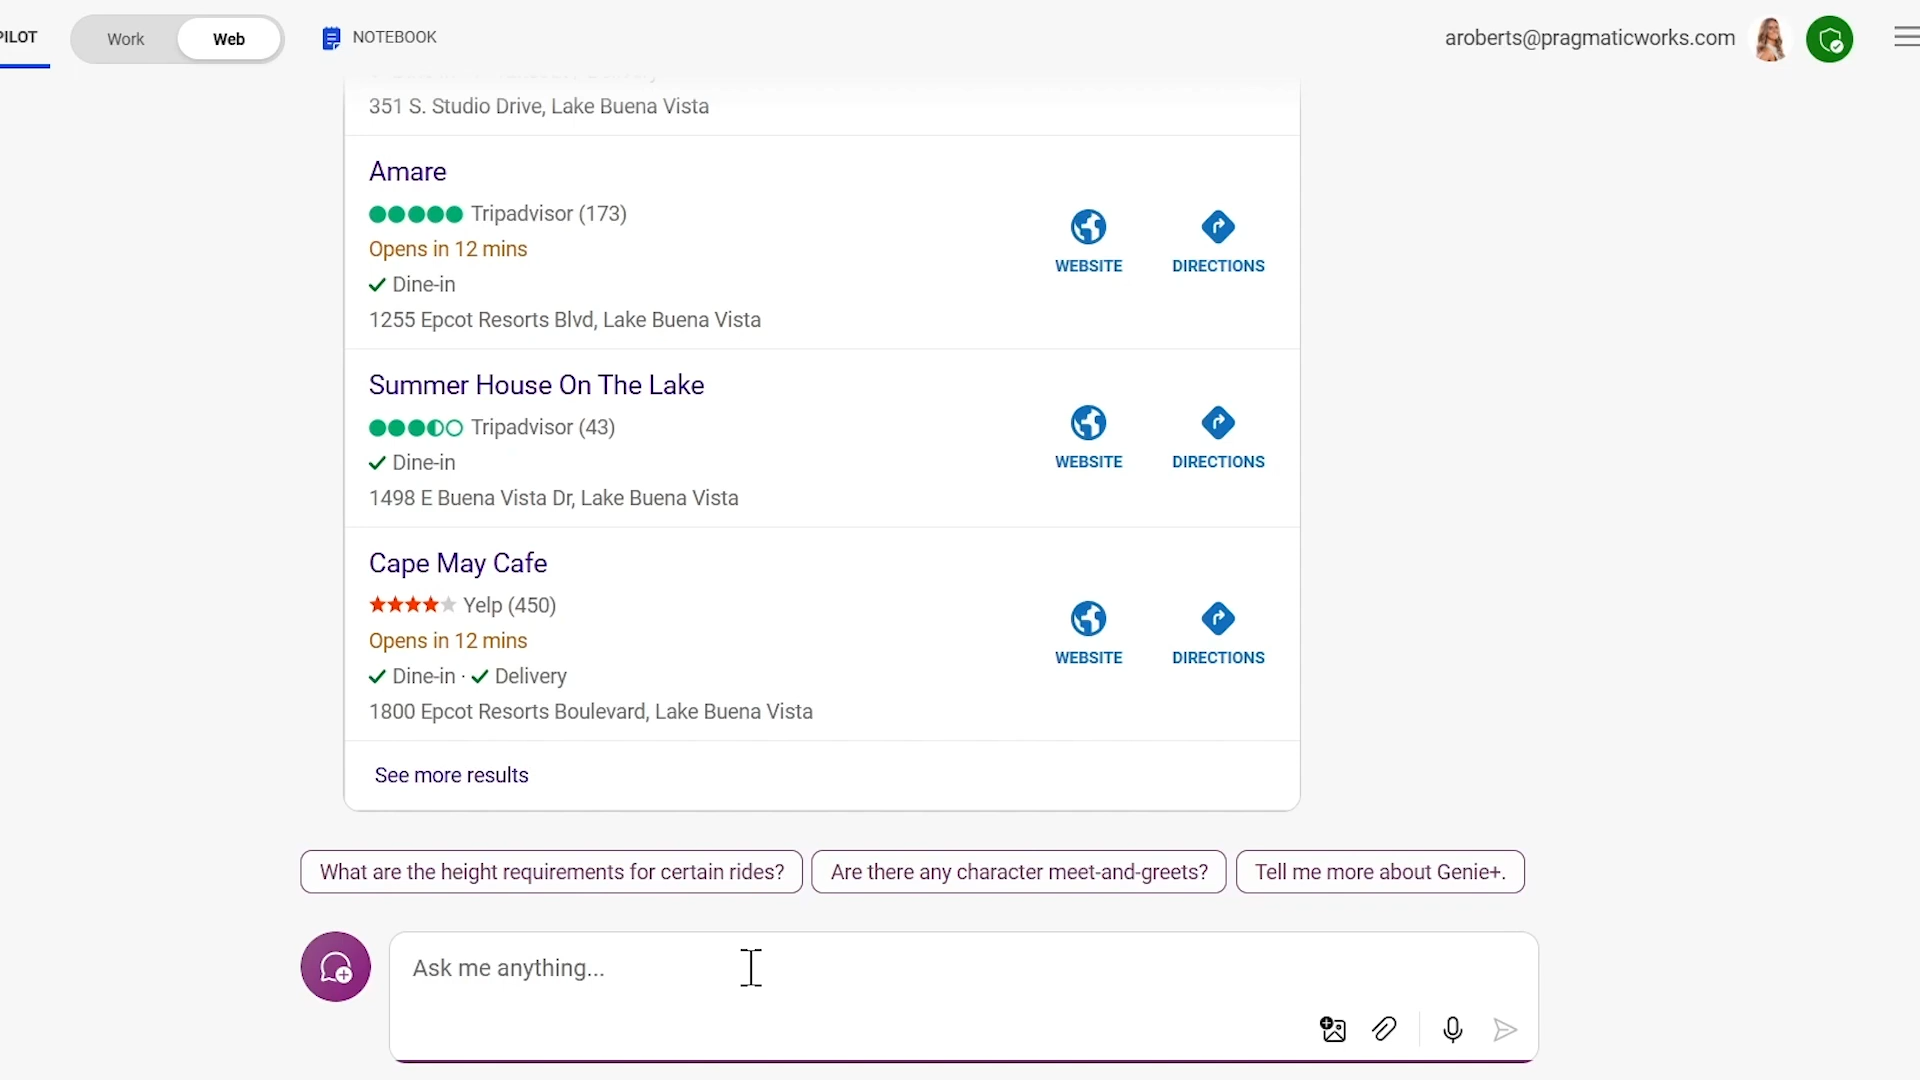 PILOT
Work
Web
NOTEBOOK
aroberts@pragmaticworks.com
351 S. Studio Drive, Lake Buena Vista
Amare
Tripadvisor (173)
Opens in 12 mins
Dine-in
1255 Epcot Resorts Blvd, Lake Buena Vista
WEBSITE
DIRECTIONS
Summer House On The Lake
Tripadvisor (43)
Dine-in
1498 E Buena Vista Dr, Lake Buena Vista
WEBSITE
DIRECTIONS
Cape May Cafe
Yelp (450)
Opens in 12 mins
Dine-in · Delivery
1800 Epcot Resorts Boulevard, Lake Buena Vista
WEBSITE
DIRECTIONS
See more results
What are the height requirements for certain rides?
Are there any character meet-and-greets?
Tell me more about Genie+.
Ask me anything...